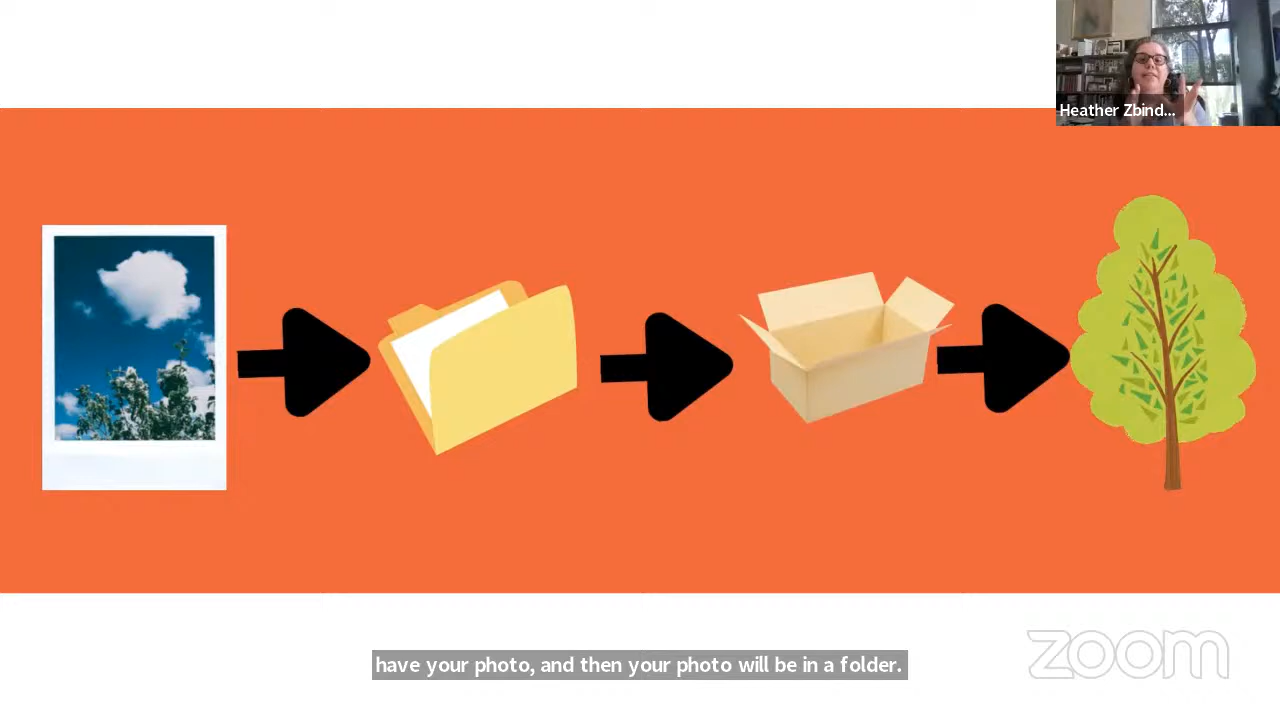 Heather Zbind...
have your photo, and then your photo will be in a folder.
zoom